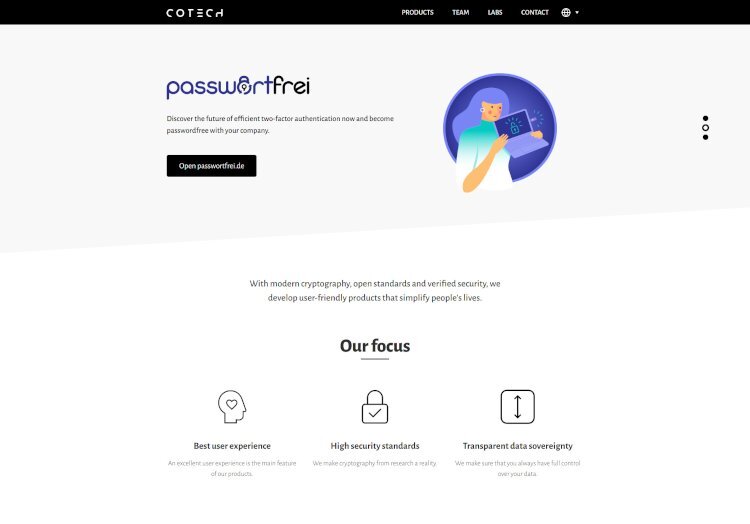 COTECH
PRODUCTS TEAM LABS CONTACT
passwortfrei
Discover the future of efficient two-factor authentication now and become
passwordfree with your company.
Open passwortfrei.de
With modern cryptography, open standards and verified security, we
develop user-friendly products that simplify people's lives.
Our focus
Best user experience
An excellent user experience is the main feature
of our products.
High security standards
We make cryptography from research a reality.
Transparent data sovereignty
We make sure that you always have full control
over your data.